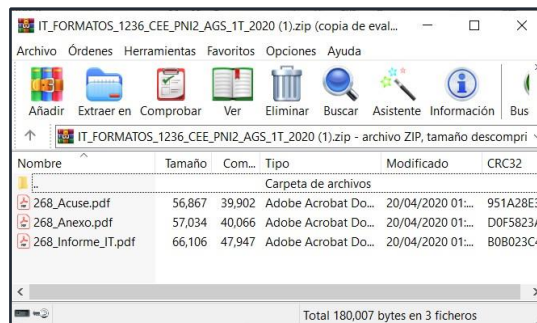 IT_FORMATOS_1236_CEE_PNI2_AGS_1T_2020 (1).zip (copia de eval...
Archivo Órdenes Herramientas Favoritos Opciones Ayuda
Añadir Extraer en Comprobar Ver Eliminar Buscar Asistente Información Bus
IT_FORMATOS_1236_CEE_PNI2_AGS_1T_2020 (1).zip - archivo ZIP, tamaño descompri
Nombre Tamaño Com... Tipo Modificado CRC32
.. Carpeta de archivos
268_Acuse.pdf 56,867 39,902 Adobe Acrobat Do... 20/04/2020 01:... 951A28E3
268_Anexo.pdf 57,034 40,066 Adobe Acrobat Do... 20/04/2020 01:... D0F5823A
268_Informe_IT.pdf 66,106 47,947 Adobe Acrobat Do... 20/04/2020 01:... B0B023C4
Total 180,007 bytes en 3 ficheros